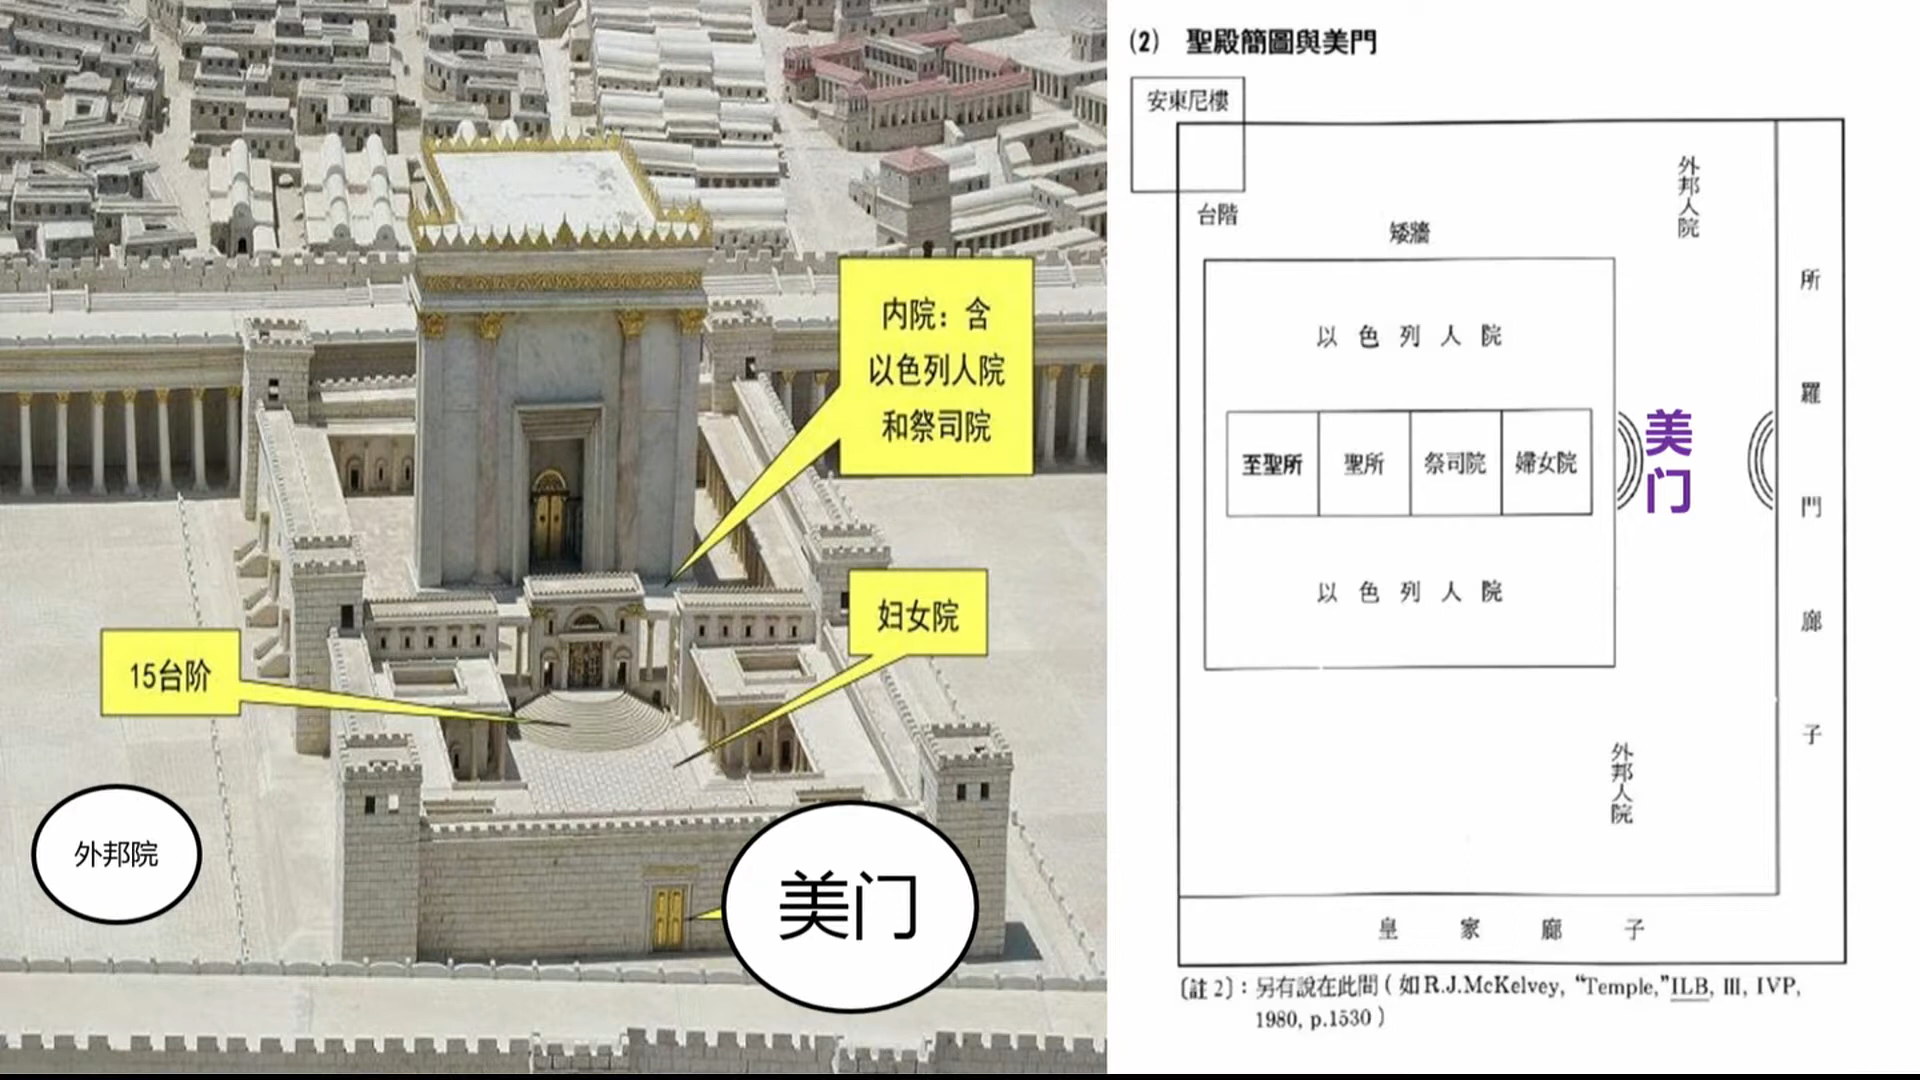 内院：含
以色列人院
和祭司院
妇女院
15台阶
外邦院
美门
(2) 聖殿簡圖與美門
安東尼樓
台階
矮牆
外邦人院
以色列人院
至聖所
聖所
祭司院
婦女院
美门
以色列人院
所羅門廊子
外邦人院
皇家廊子
〔註2〕：另有說在此間（如R.J.McKelvey, “Temple,”ILB, III, IVP,
1980, p.1530）